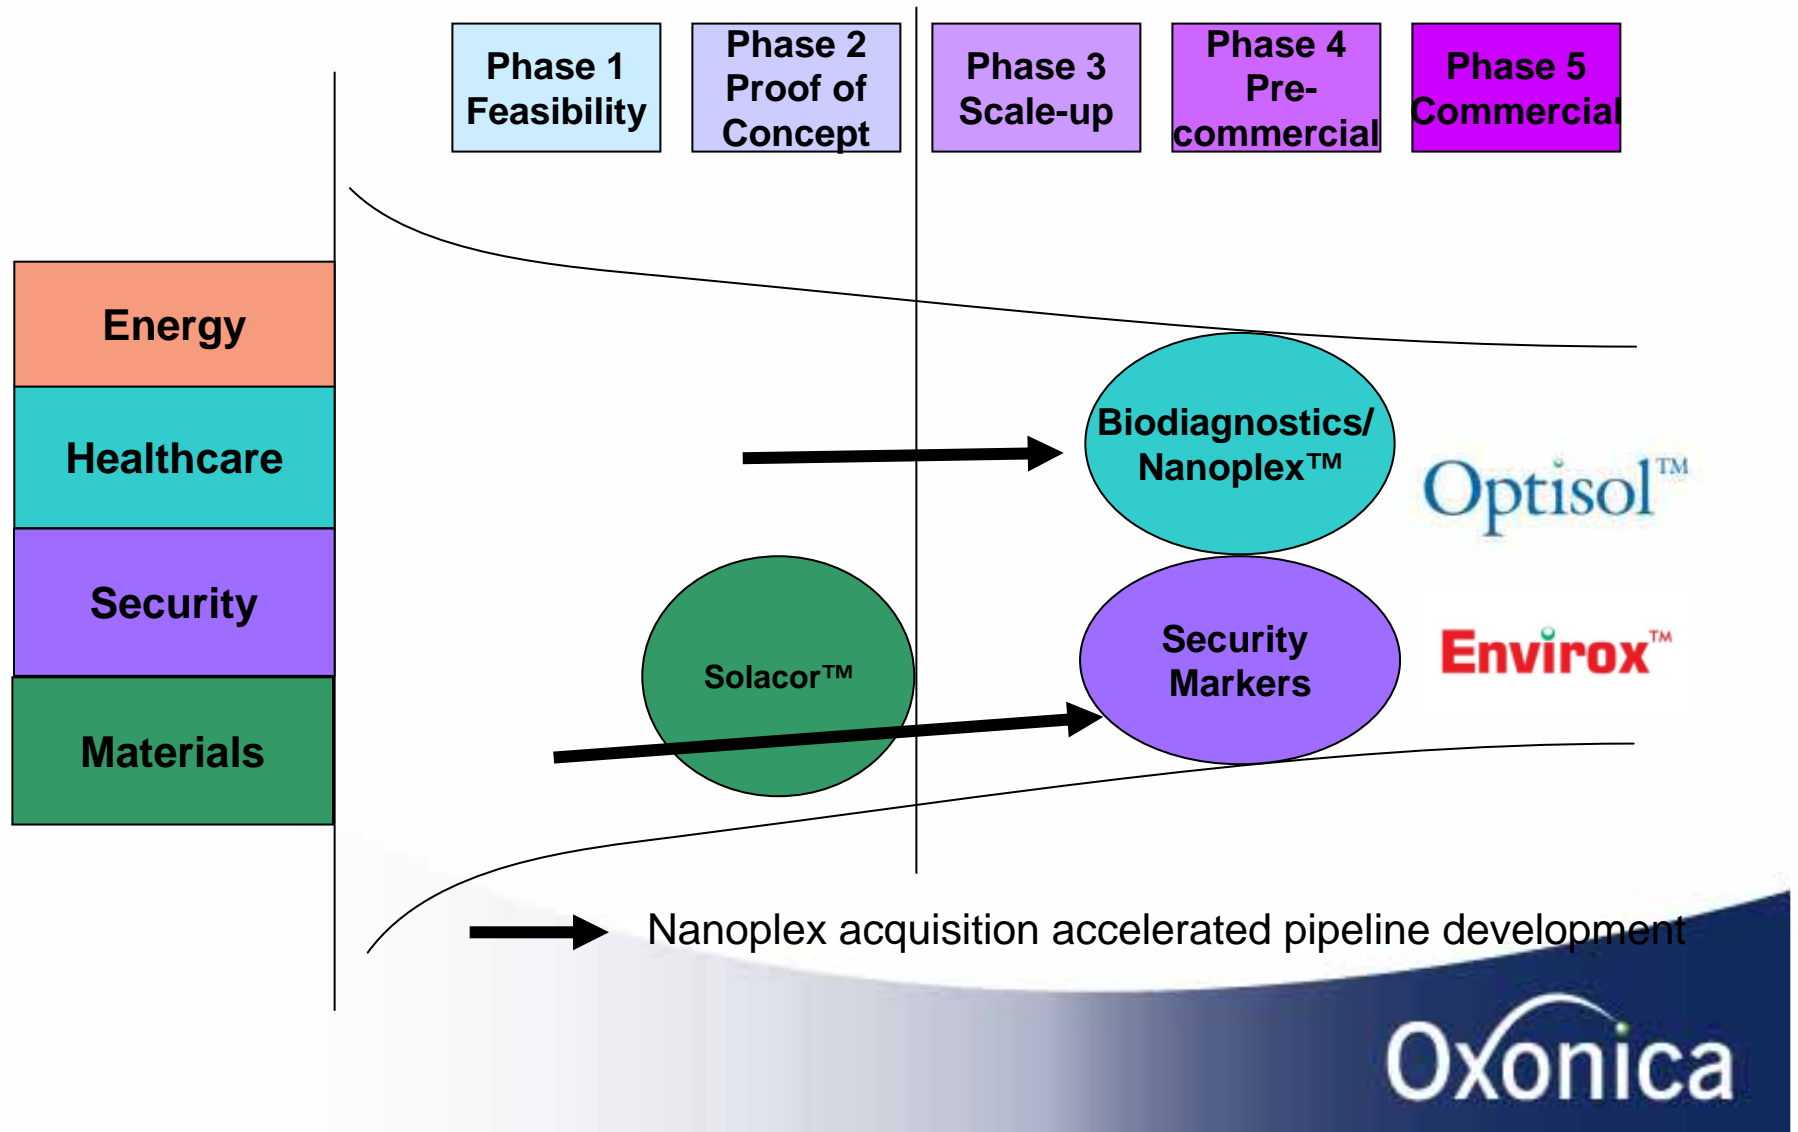 Phase 1
Feasibility
Phase 2
Proof of
Concept
Phase 3
Scale-up
Phase 4
Pre-
commercial
Phase 5
Commercial
Energy
Healthcare
Security
Materials
Biodiagnostics/
Nanoplex™
Optisol™
Solacor™
Security
Markers
Envirox™
Nanoplex acquisition accelerated pipeline development
Oxonica